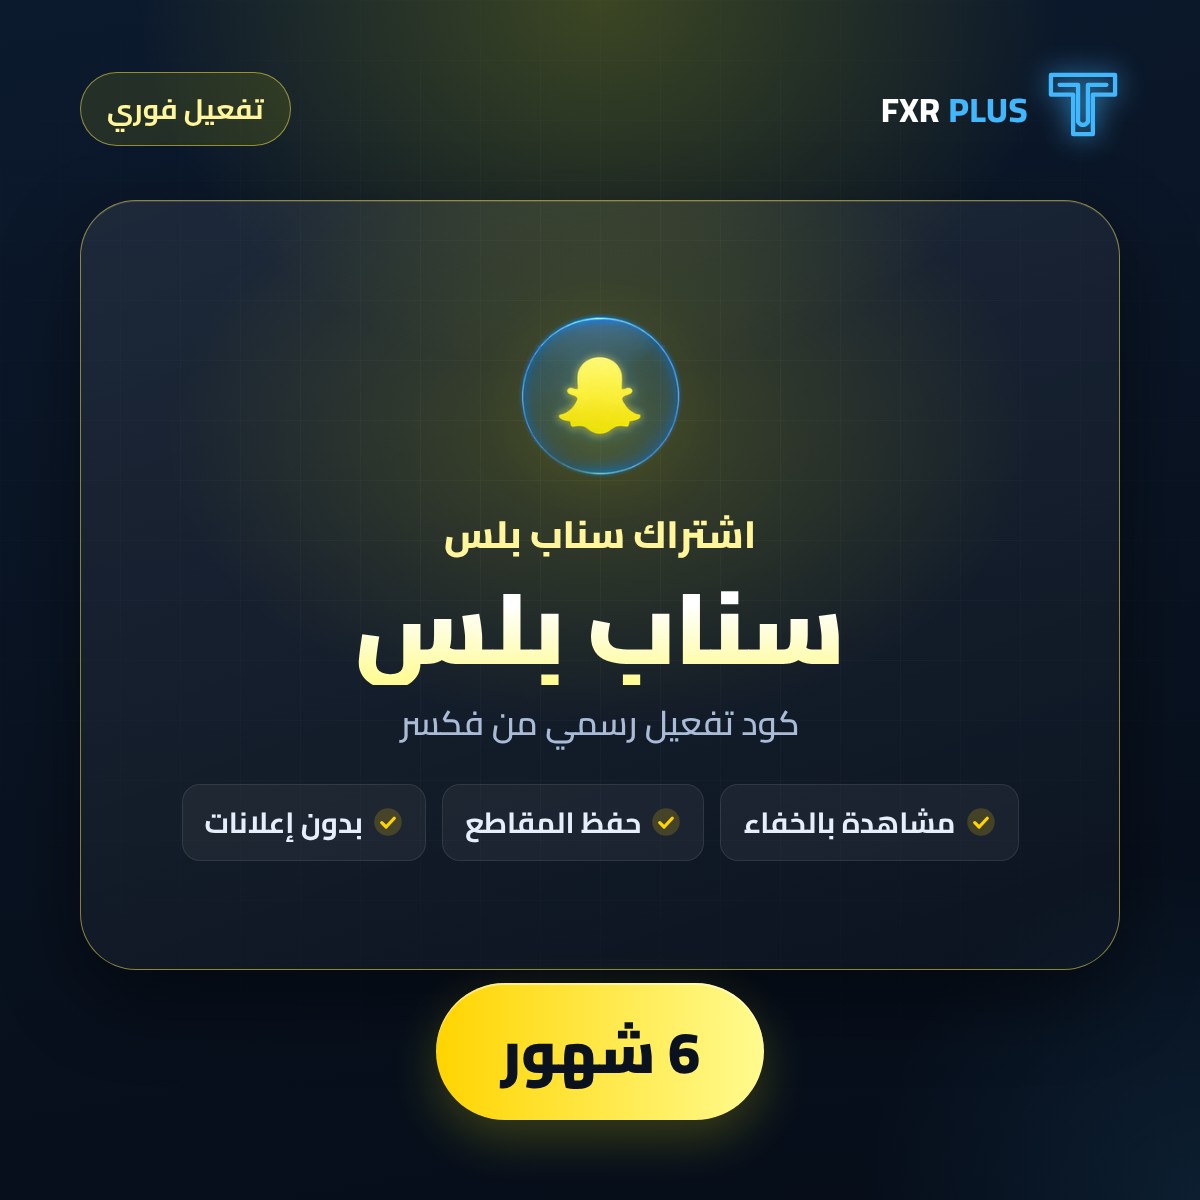 FXR PLUS
تفعيل فوري
اشتراك سناب بلس
سناب بلس
كود تفعيل رسمي من فكسر
مشاهدة بالخفاء
حفظ المقاطع
بدون إعلانات
6 شهور